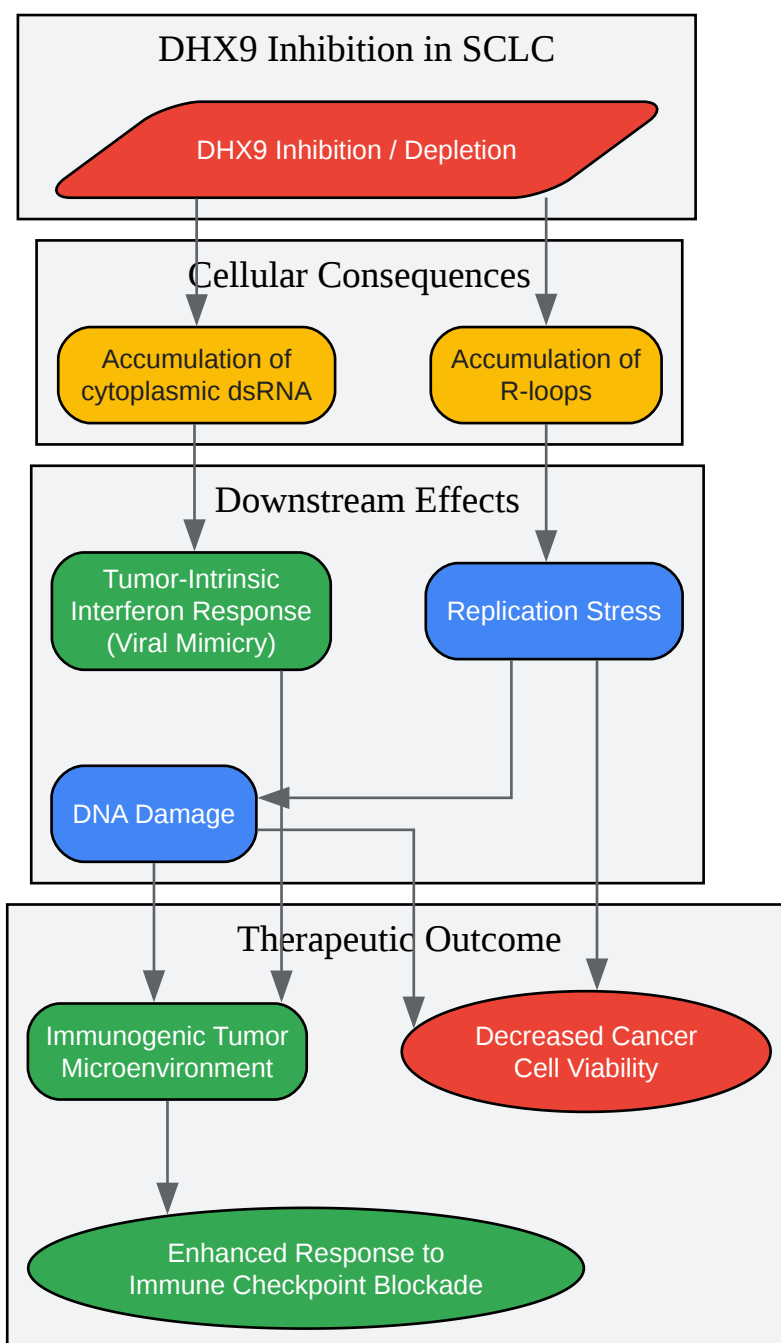 DHX9 Inhibition in SCLC
DHX9 Inhibition / Depletion
Cellular Consequences
Accumulation of
cytoplasmic dsRNA
Accumulation of
R-loops
Downstream Effects
Tumor-Intrinsic
Interferon Response
(Viral Mimicry)
Replication Stress
DNA Damage
Therapeutic Outcome
Immunogenic Tumor
Microenvironment
Decreased Cancer
Cell Viability
Enhanced Response to
Immune Checkpoint Blockade